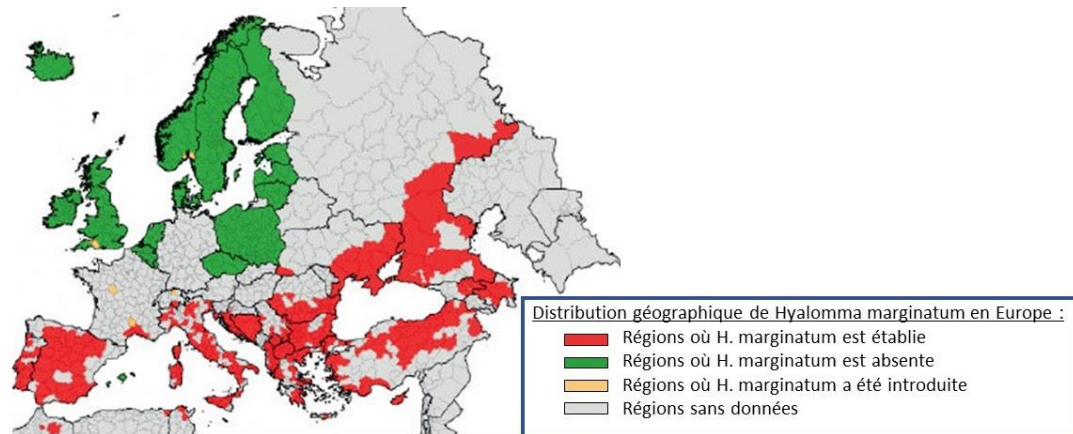 Distribution géographique de Hyalomma marginatum en Europe :
Régions où H. marginatum est établie
Régions où H. marginatum est absente
Régions où H. marginatum a été introduite
Régions sans données